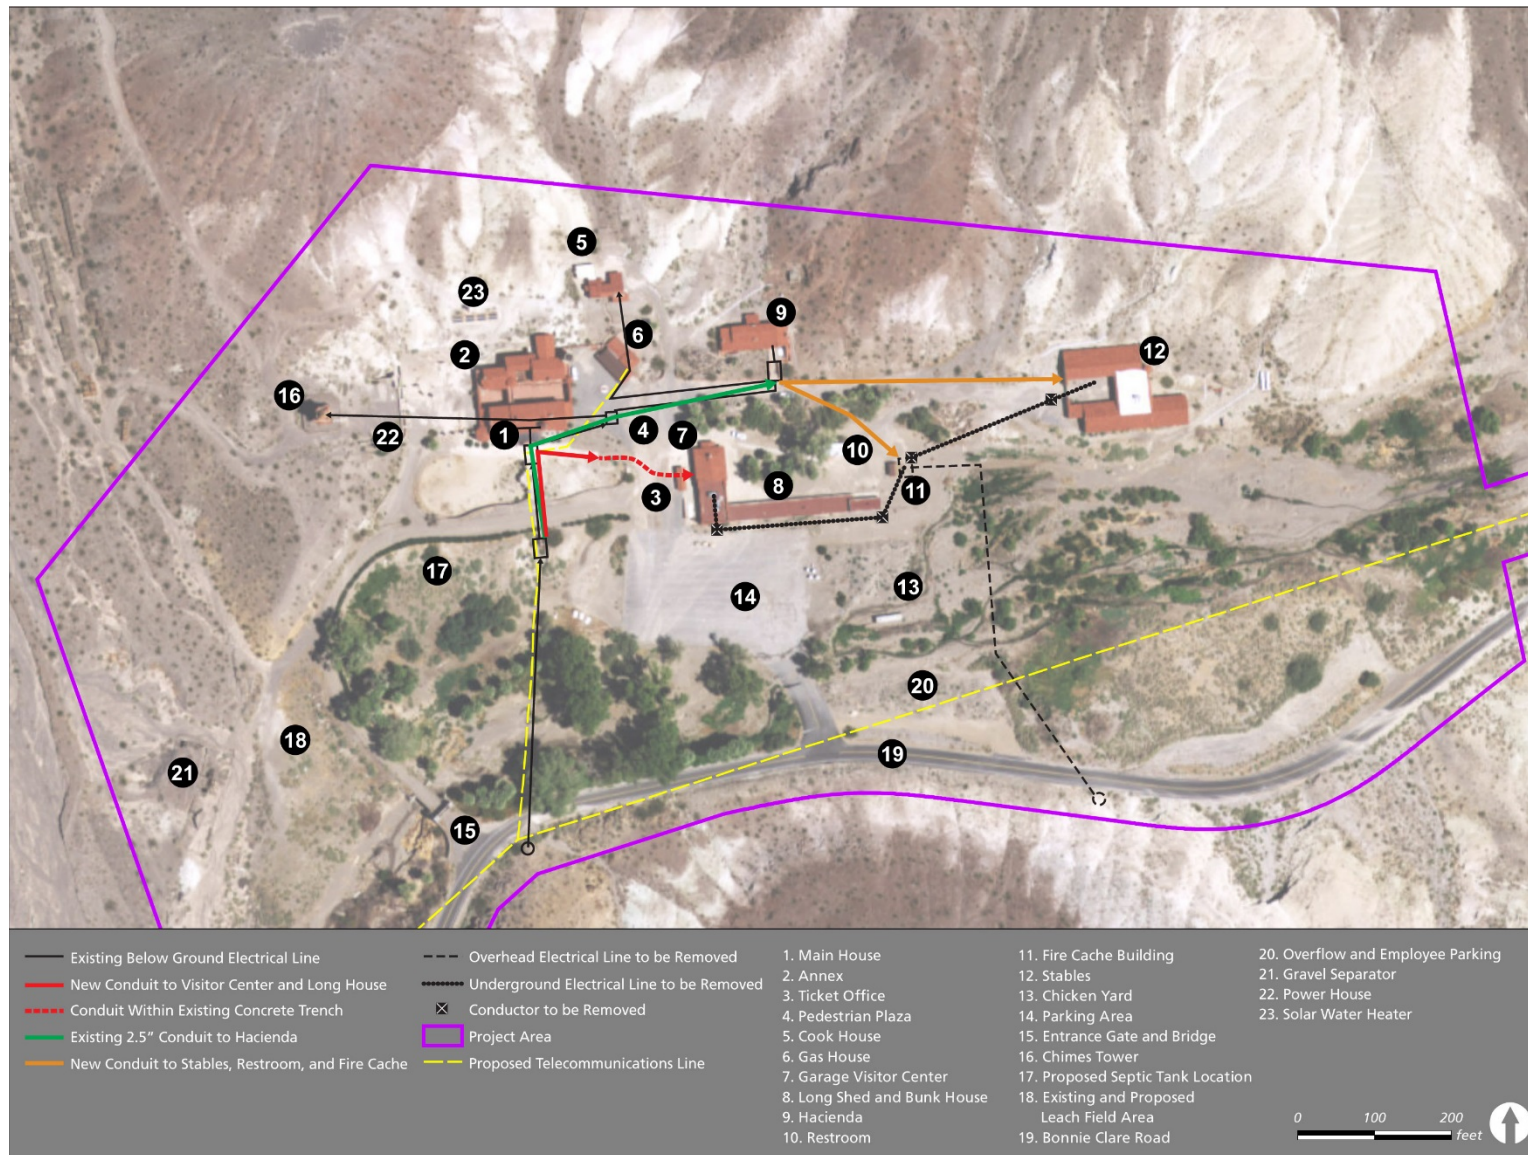 5
23
9
6
2
12
16
1
4
7
22
10
3
8
11
17
14
13
20
18
19
21
15
Existing Below Ground Electrical Line
New Conduit to Visitor Center and Long House
Conduit Within Existing Concrete Trench
Existing 2.5" Conduit to Hacienda
New Conduit to Stables, Restroom, and Fire Cache
Overhead Electrical Line to be Removed
Underground Electrical Line to be Removed
Conductor to be Removed
Project Area
Proposed Telecommunications Line
1. Main House
2. Annex
3. Ticket Office
4. Pedestrian Plaza
5. Cook House
6. Gas House
7. Garage Visitor Center
8. Long Shed and Bunk House
9. Hacienda
10. Restroom
11. Fire Cache Building
12. Stables
13. Chicken Yard
14. Parking Area
15. Entrance Gate and Bridge
16. Chimes Tower
17. Proposed Septic Tank Location
18. Existing and Proposed
Leach Field Area
19. Bonnie Clare Road
20. Overflow and Employee Parking
21. Gravel Separator
22. Power House
23. Solar Water Heater
0 100 200
feet